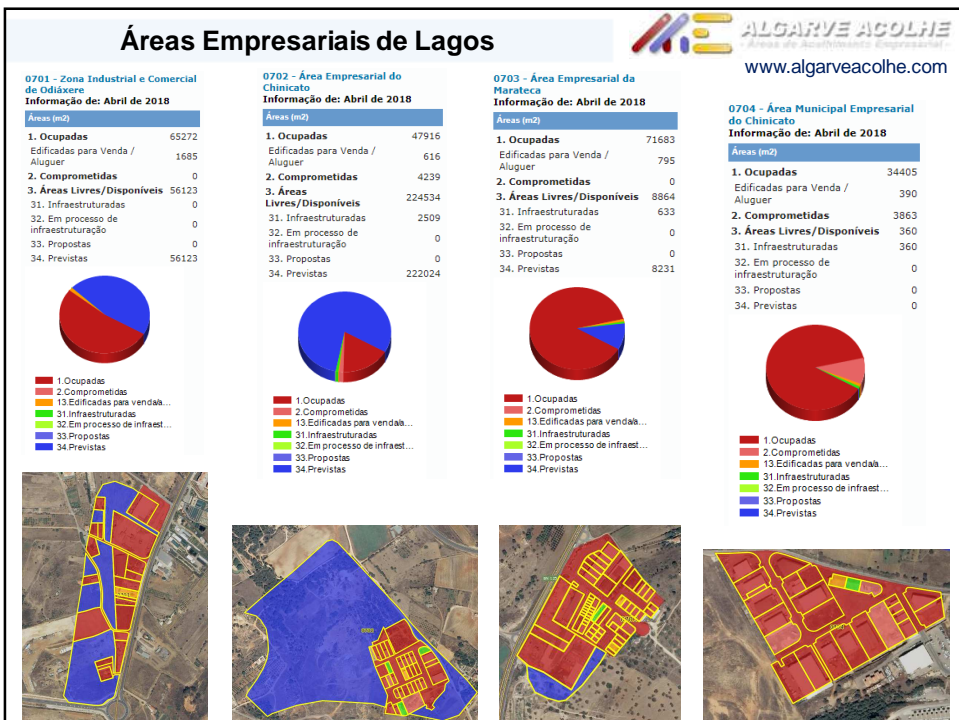 Áreas Empresariais de Lagos
ALGARVE ACOLHE
- Áreas de Acolhimento Empresarial -
www.algarveacolhe.com
0701 - Zona Industrial e Comercial
de Odiáxere
Informação de: Abril de 2018
Áreas (m2)
1. Ocupadas 65272
Edificadas para Venda /
Aluguer 1685
2. Comprometidas 0
3. Áreas Livres/Disponíveis 56123
31. Infraestruturadas 0
32. Em processo de
infraestruturação 0
33. Propostas 0
34. Previstas 56123
1.Ocupadas
2.Comprometidas
13.Edificadas para venda/a...
31.Infraestruturadas
32.Em processo de infraest...
33.Propostas
34.Previstas
0702 - Área Empresarial do
Chinicato
Informação de: Abril de 2018
Áreas (m2)
1. Ocupadas 47916
Edificadas para Venda /
Aluguer 616
2. Comprometidas 4239
3. Áreas
Livres/Disponíveis 224534
31. Infraestruturadas 2509
32. Em processo de
infraestruturação 0
33. Propostas 0
34. Previstas 222024
1.Ocupadas
2.Comprometidas
13.Edificadas para venda/a...
31.Infraestruturadas
32.Em processo de infraest...
33.Propostas
34.Previstas
0703 - Área Empresarial da
Marateca
Informação de: Abril de 2018
Áreas (m2)
1. Ocupadas 71683
Edificadas para Venda /
Aluguer 795
2. Comprometidas 0
3. Áreas Livres/Disponíveis 8864
31. Infraestruturadas 633
32. Em processo de
infraestruturação 0
33. Propostas 0
34. Previstas 8231
1.Ocupadas
2.Comprometidas
13.Edificadas para venda/a...
31.Infraestruturadas
32.Em processo de infraest...
33.Propostas
34.Previstas
0704 - Área Municipal Empresarial
do Chinicato
Informação de: Abril de 2018
Áreas (m2)
1. Ocupadas 34405
Edificadas para Venda /
Aluguer 390
2. Comprometidas 3863
3. Áreas Livres/Disponíveis 360
31. Infraestruturadas 360
32. Em processo de
infraestruturação 0
33. Propostas 0
34. Previstas 0
1.Ocupadas
2.Comprometidas
13.Edificadas para venda/a...
31.Infraestruturadas
32.Em processo de infraest...
33.Propostas
34.Previstas